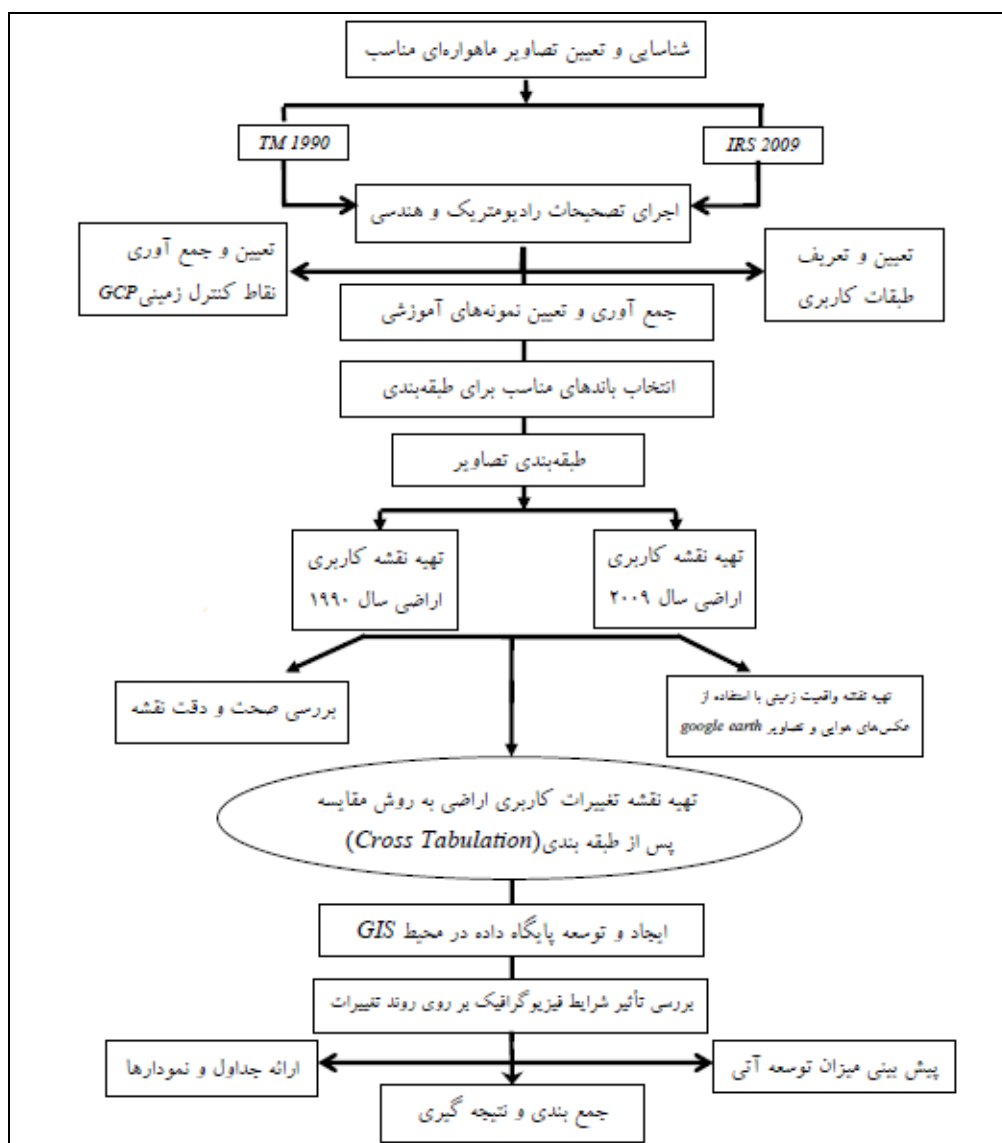 شناسایی و تعیین تصاویر ماهواره‌ای مناسب
IRS 2009
TM 1990
اجرای تصحیحات رادیومتریک و هندسی
تعیین و تعریف
طبقات کاربری
تعیین و جمع آوری
نقاط کنترل زمینی GCP
جمع آوری و تعیین نمونه‌های آموزشی
انتخاب باندهای مناسب برای طبقه‌بندی
طبقه‌بندی تصاویر
تهیه نقشه کاربری
اراضی سال ۲۰۰۹
تهیه نقشه کاربری
اراضی سال ۱۹۹۰
تهیه نقشه واقعیت زمینی با استفاده از
عکس‌های هوایی و تصاویر google earth
بررسی صحت و دقت نقشه
تهیه نقشه تغییرات کاربری اراضی به روش مقایسه
پس از طبقه بندی(Cross Tabulation)
ایجاد و توسعه پایگاه داده در محیط GIS
بررسی تأثیر شرایط فیزیوگرافیک بر روی روند تغییرات
پیش بینی میزان توسعه آتی
ارائه جداول و نمودارها
جمع بندی و نتیجه گیری